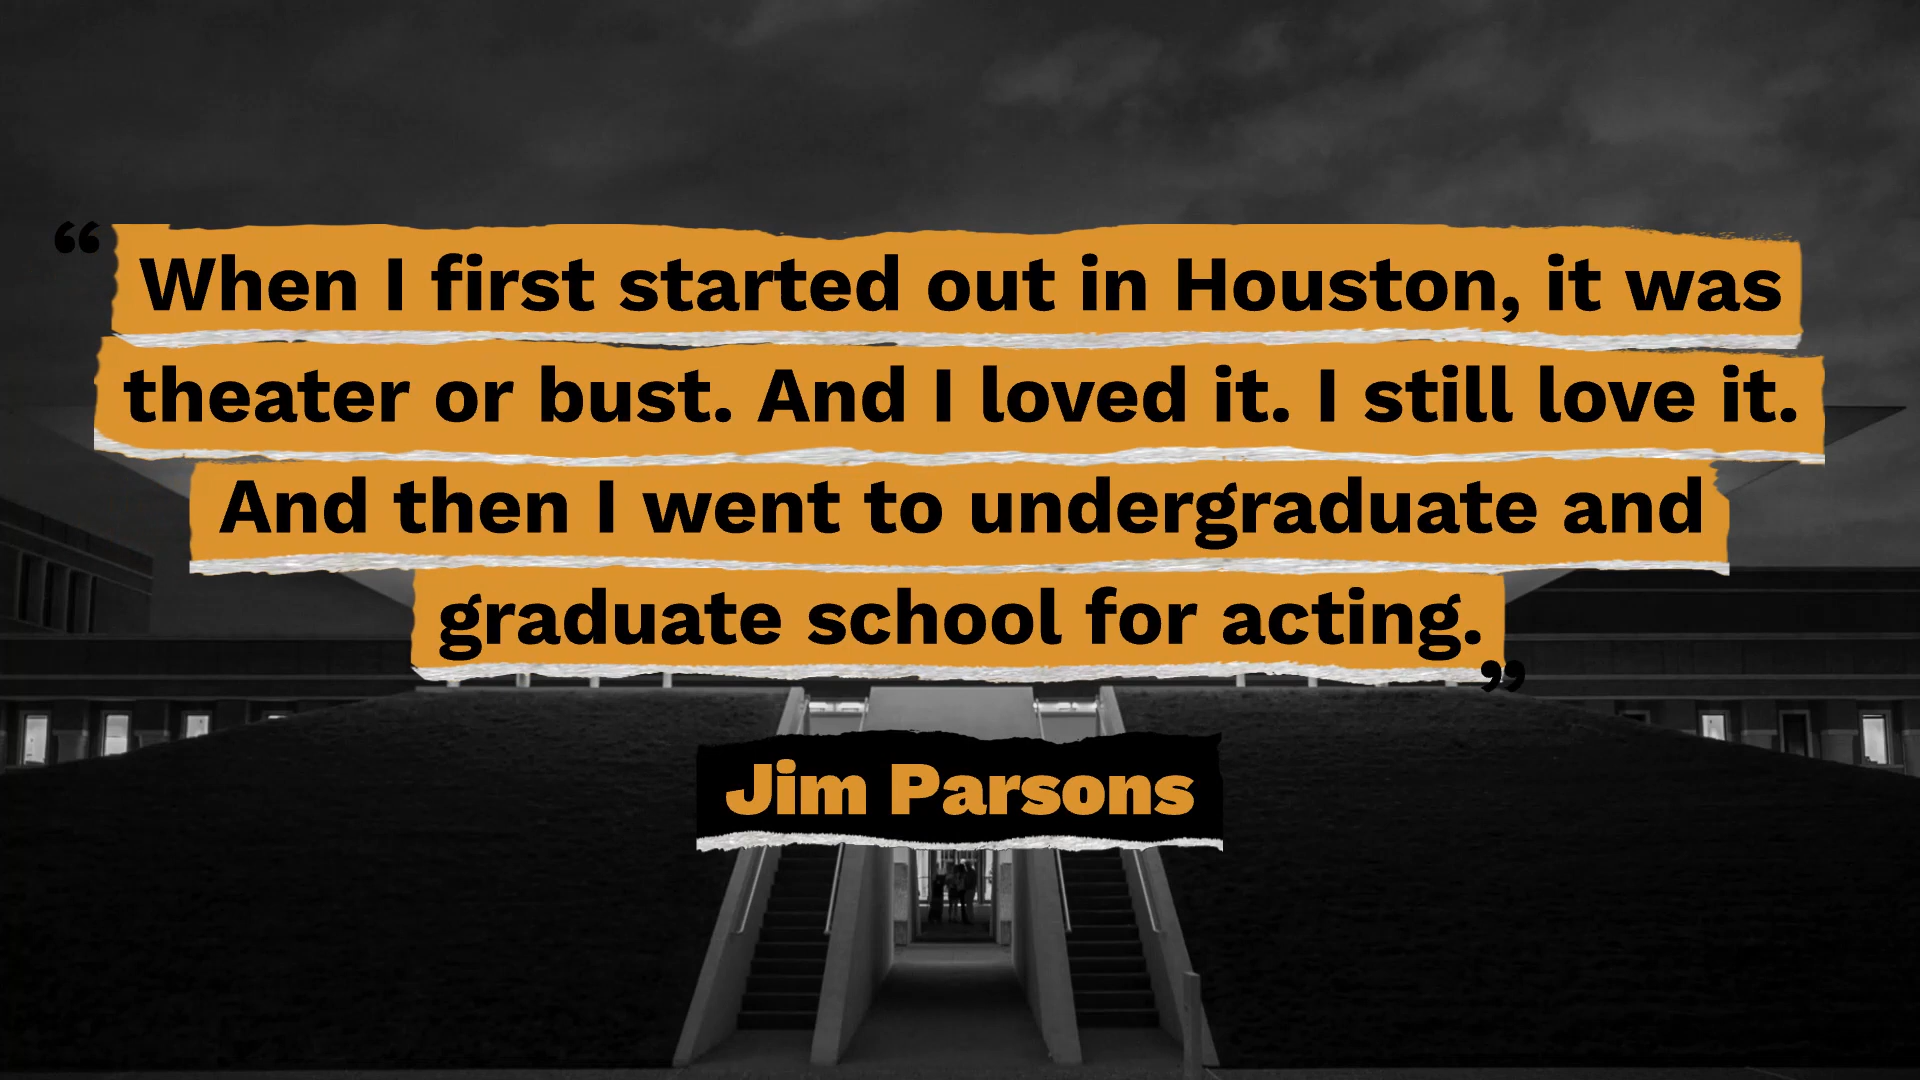 “When I first started out in Houston, it was
theater or bust. And I loved it. I still love it.
And then I went to undergraduate and
graduate school for acting.”
Jim Parsons